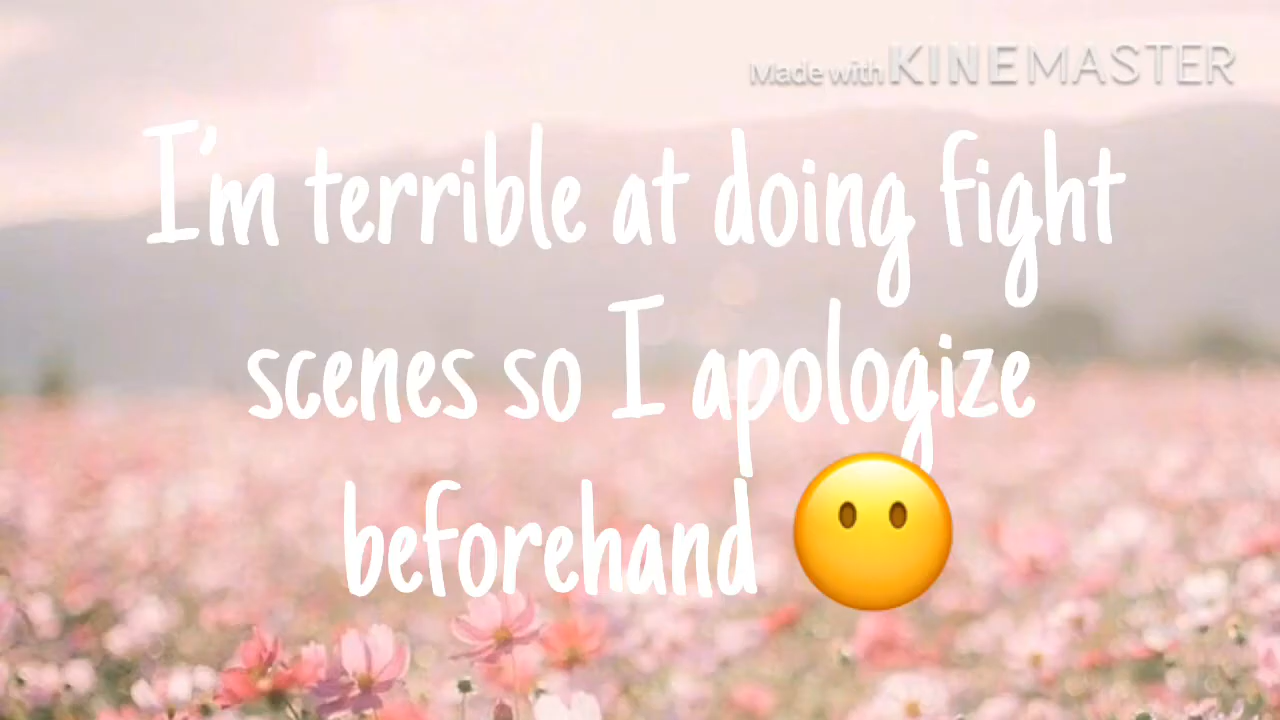 Made with KINEMASTER
I'm terrible at doing fight
scenes so I apologize
beforehand 😶